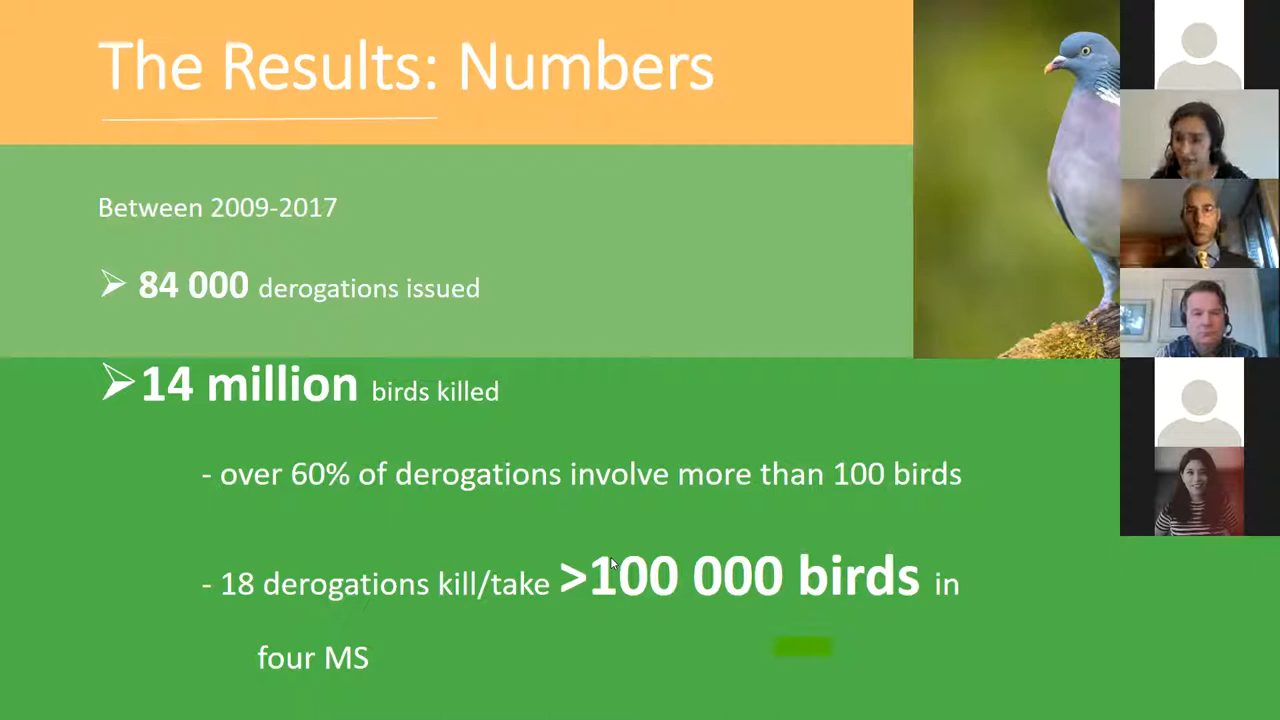 The Results: Numbers
Between 2009-2017
➢ 84 000 derogations issued
➢14 million birds killed
- over 60% of derogations involve more than 100 birds
- 18 derogations kill/take >100 000 birds in
four MS